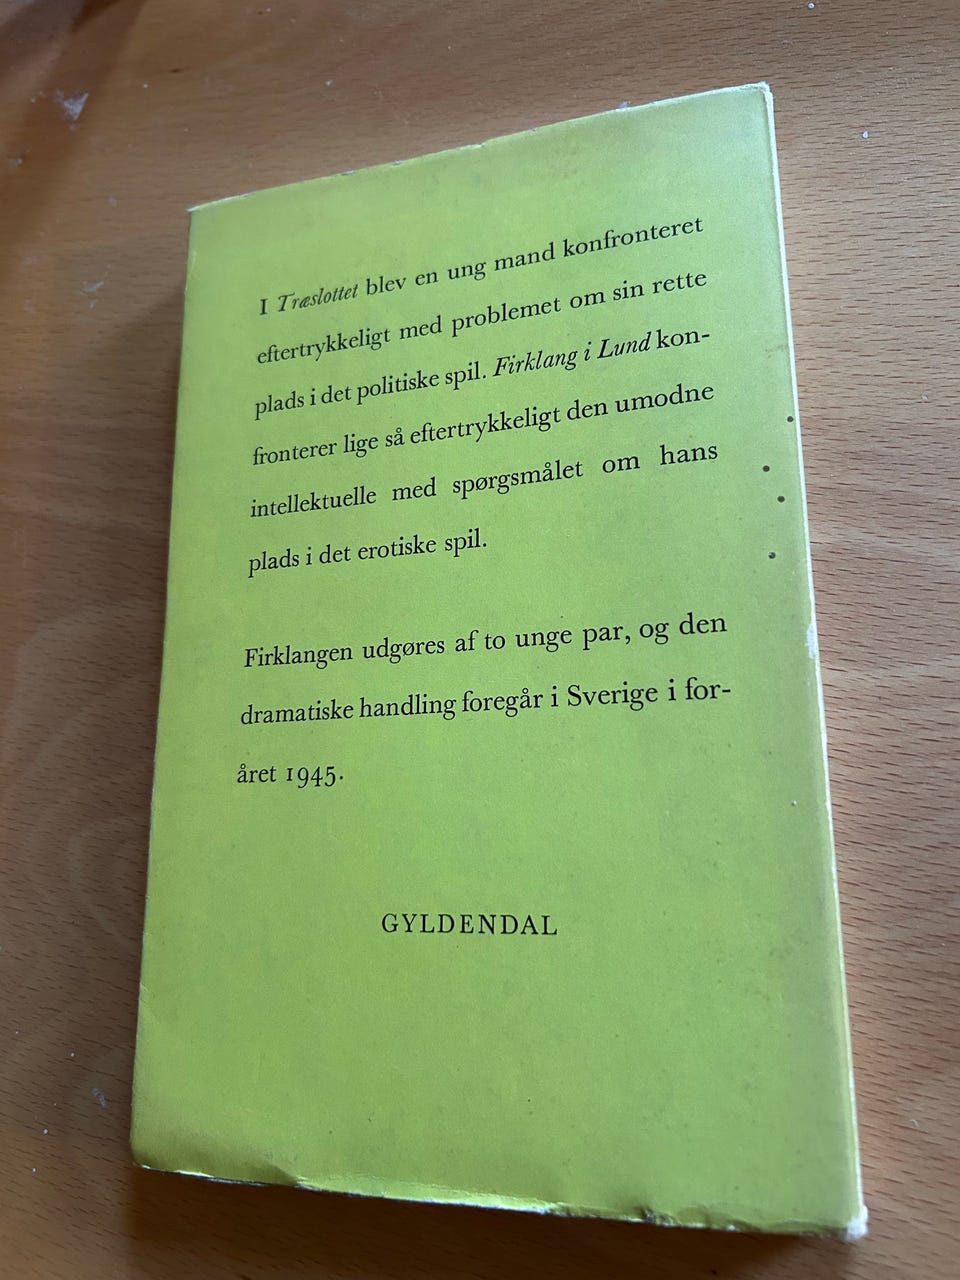 I Træslottet blev en ung mand konfronteret
eftertrykkeligt med problemet om sin rette
plads i det politiske spil. Firklang i Lund kon-
fronterer lige så eftertrykkeligt den umodne
intellektuelle med spørgsmålet om hans
plads i det erotiske spil.
Firklangen udgøres af to unge par, og den
dramatiske handling foregår i Sverige i for-
året 1945.
GYLDENDAL